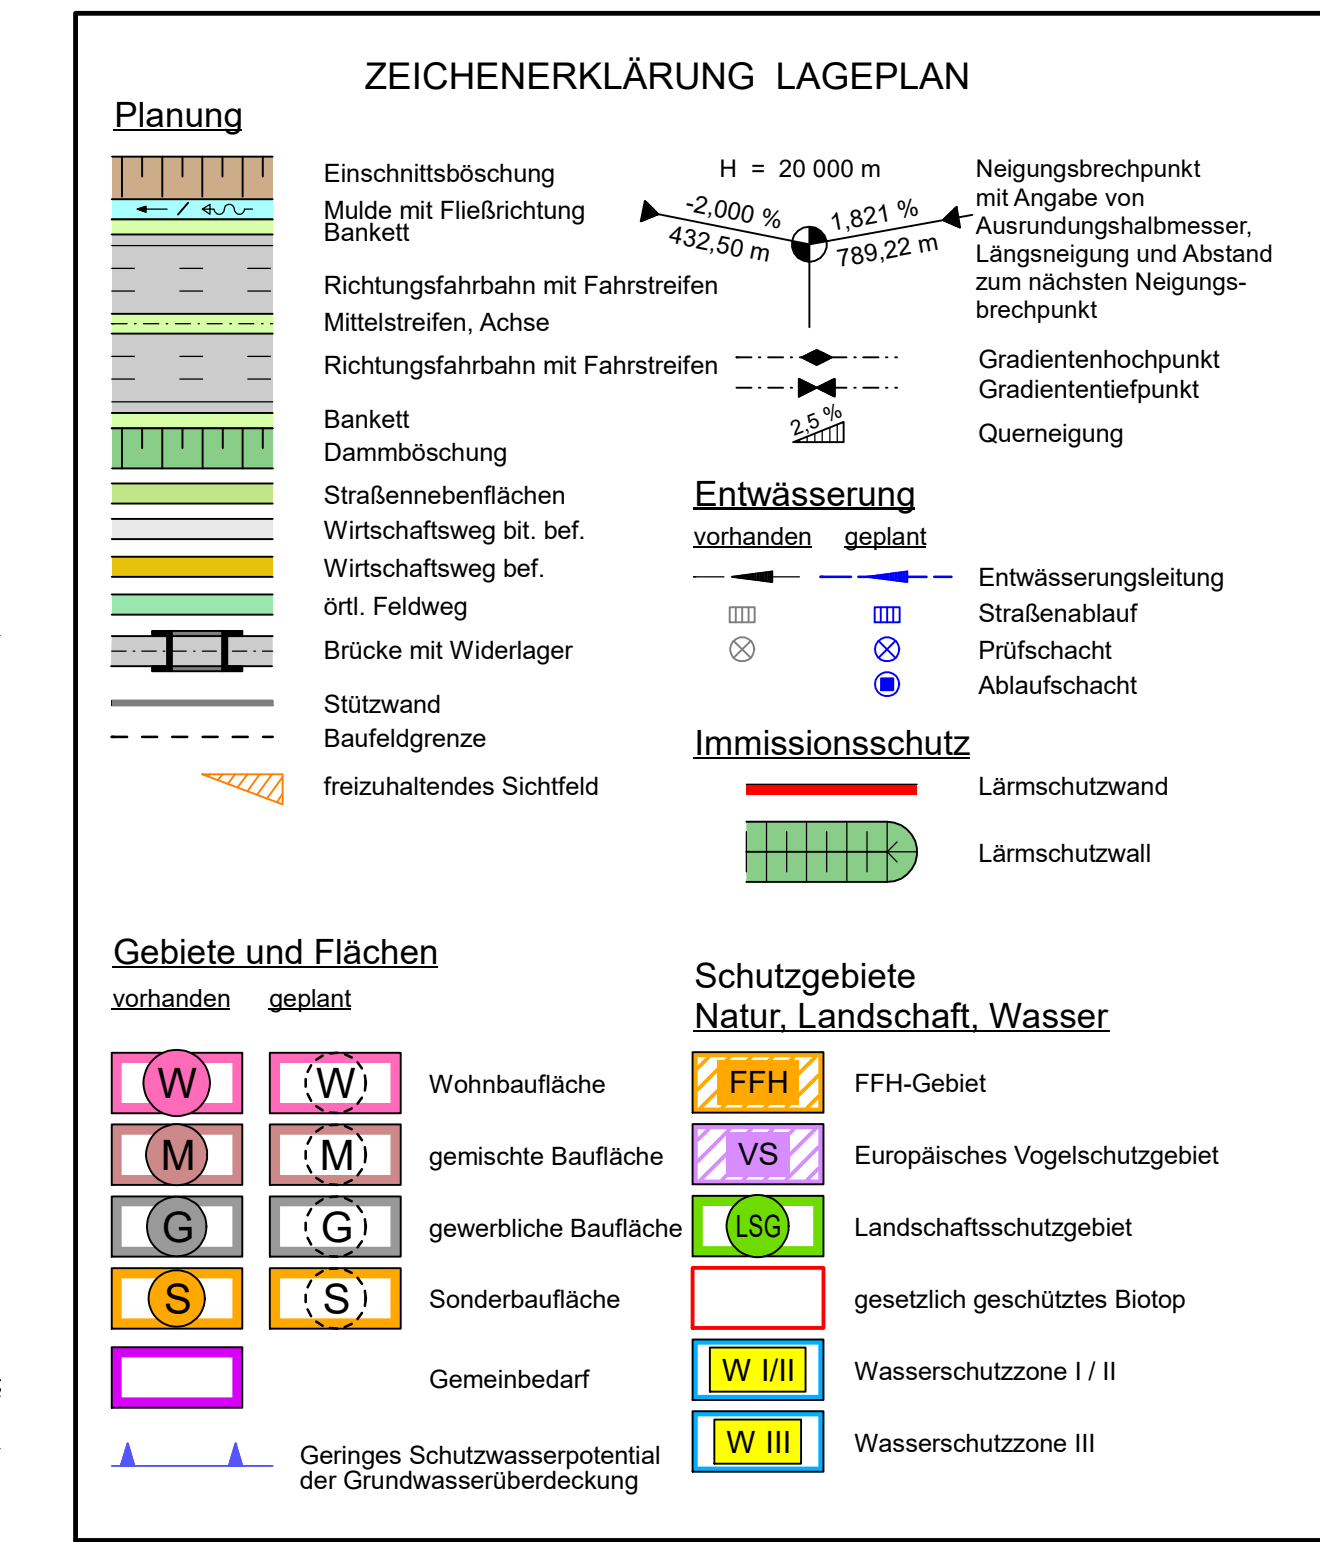 ZEICHENERKLÄRUNG LAGEPLAN
Planung
Einschnittsböschung
Mulde mit Fließrichtung
Bankett
Richtungsfahrbahn mit Fahrstreifen
Mittelstreifen, Achse
Richtungsfahrbahn mit Fahrstreifen
Bankett
Dammböschung
Straßennebenflächen
Wirtschaftsweg bit. bef.
Wirtschaftsweg bef.
örtl. Feldweg
Brücke mit Widerlager
Stützwand
Baufeldgrenze
freizuhaltendes Sichtfeld
H = 20 000 m
-2,000 %
432,50 m
1,821 %
789,22 m
Neigungsbrechpunkt
mit Angabe von
Ausrundungshalbmesser,
Längsneigung und Abstand
zum nächsten Neigungs-
brechpunkt
Gradientenhochpunkt
Gradiententiefpunkt
2,5 %
Querneigung
Entwässerung
vorhanden geplant
Entwässerungsleitung
Straßenablauf
Prüfschacht
Ablaufschacht
Immissionsschutz
Lärmschutzwand
Lärmschutzwall
Gebiete und Flächen
vorhanden geplant
W W Wohnbaufläche
M M gemischte Baufläche
G G gewerbliche Baufläche
S S Sonderbaufläche
Gemeinbedarf
Geringes Schutzwasserpotential
der Grundwasserüberdeckung
Schutzgebiete
Natur, Landschaft, Wasser
FFH FFH-Gebiet
VS Europäisches Vogelschutzgebiet
LSG Landschaftsschutzgebiet
gesetzlich geschütztes Biotop
W I/II Wasserschutzzone I / II
W III Wasserschutzzone III